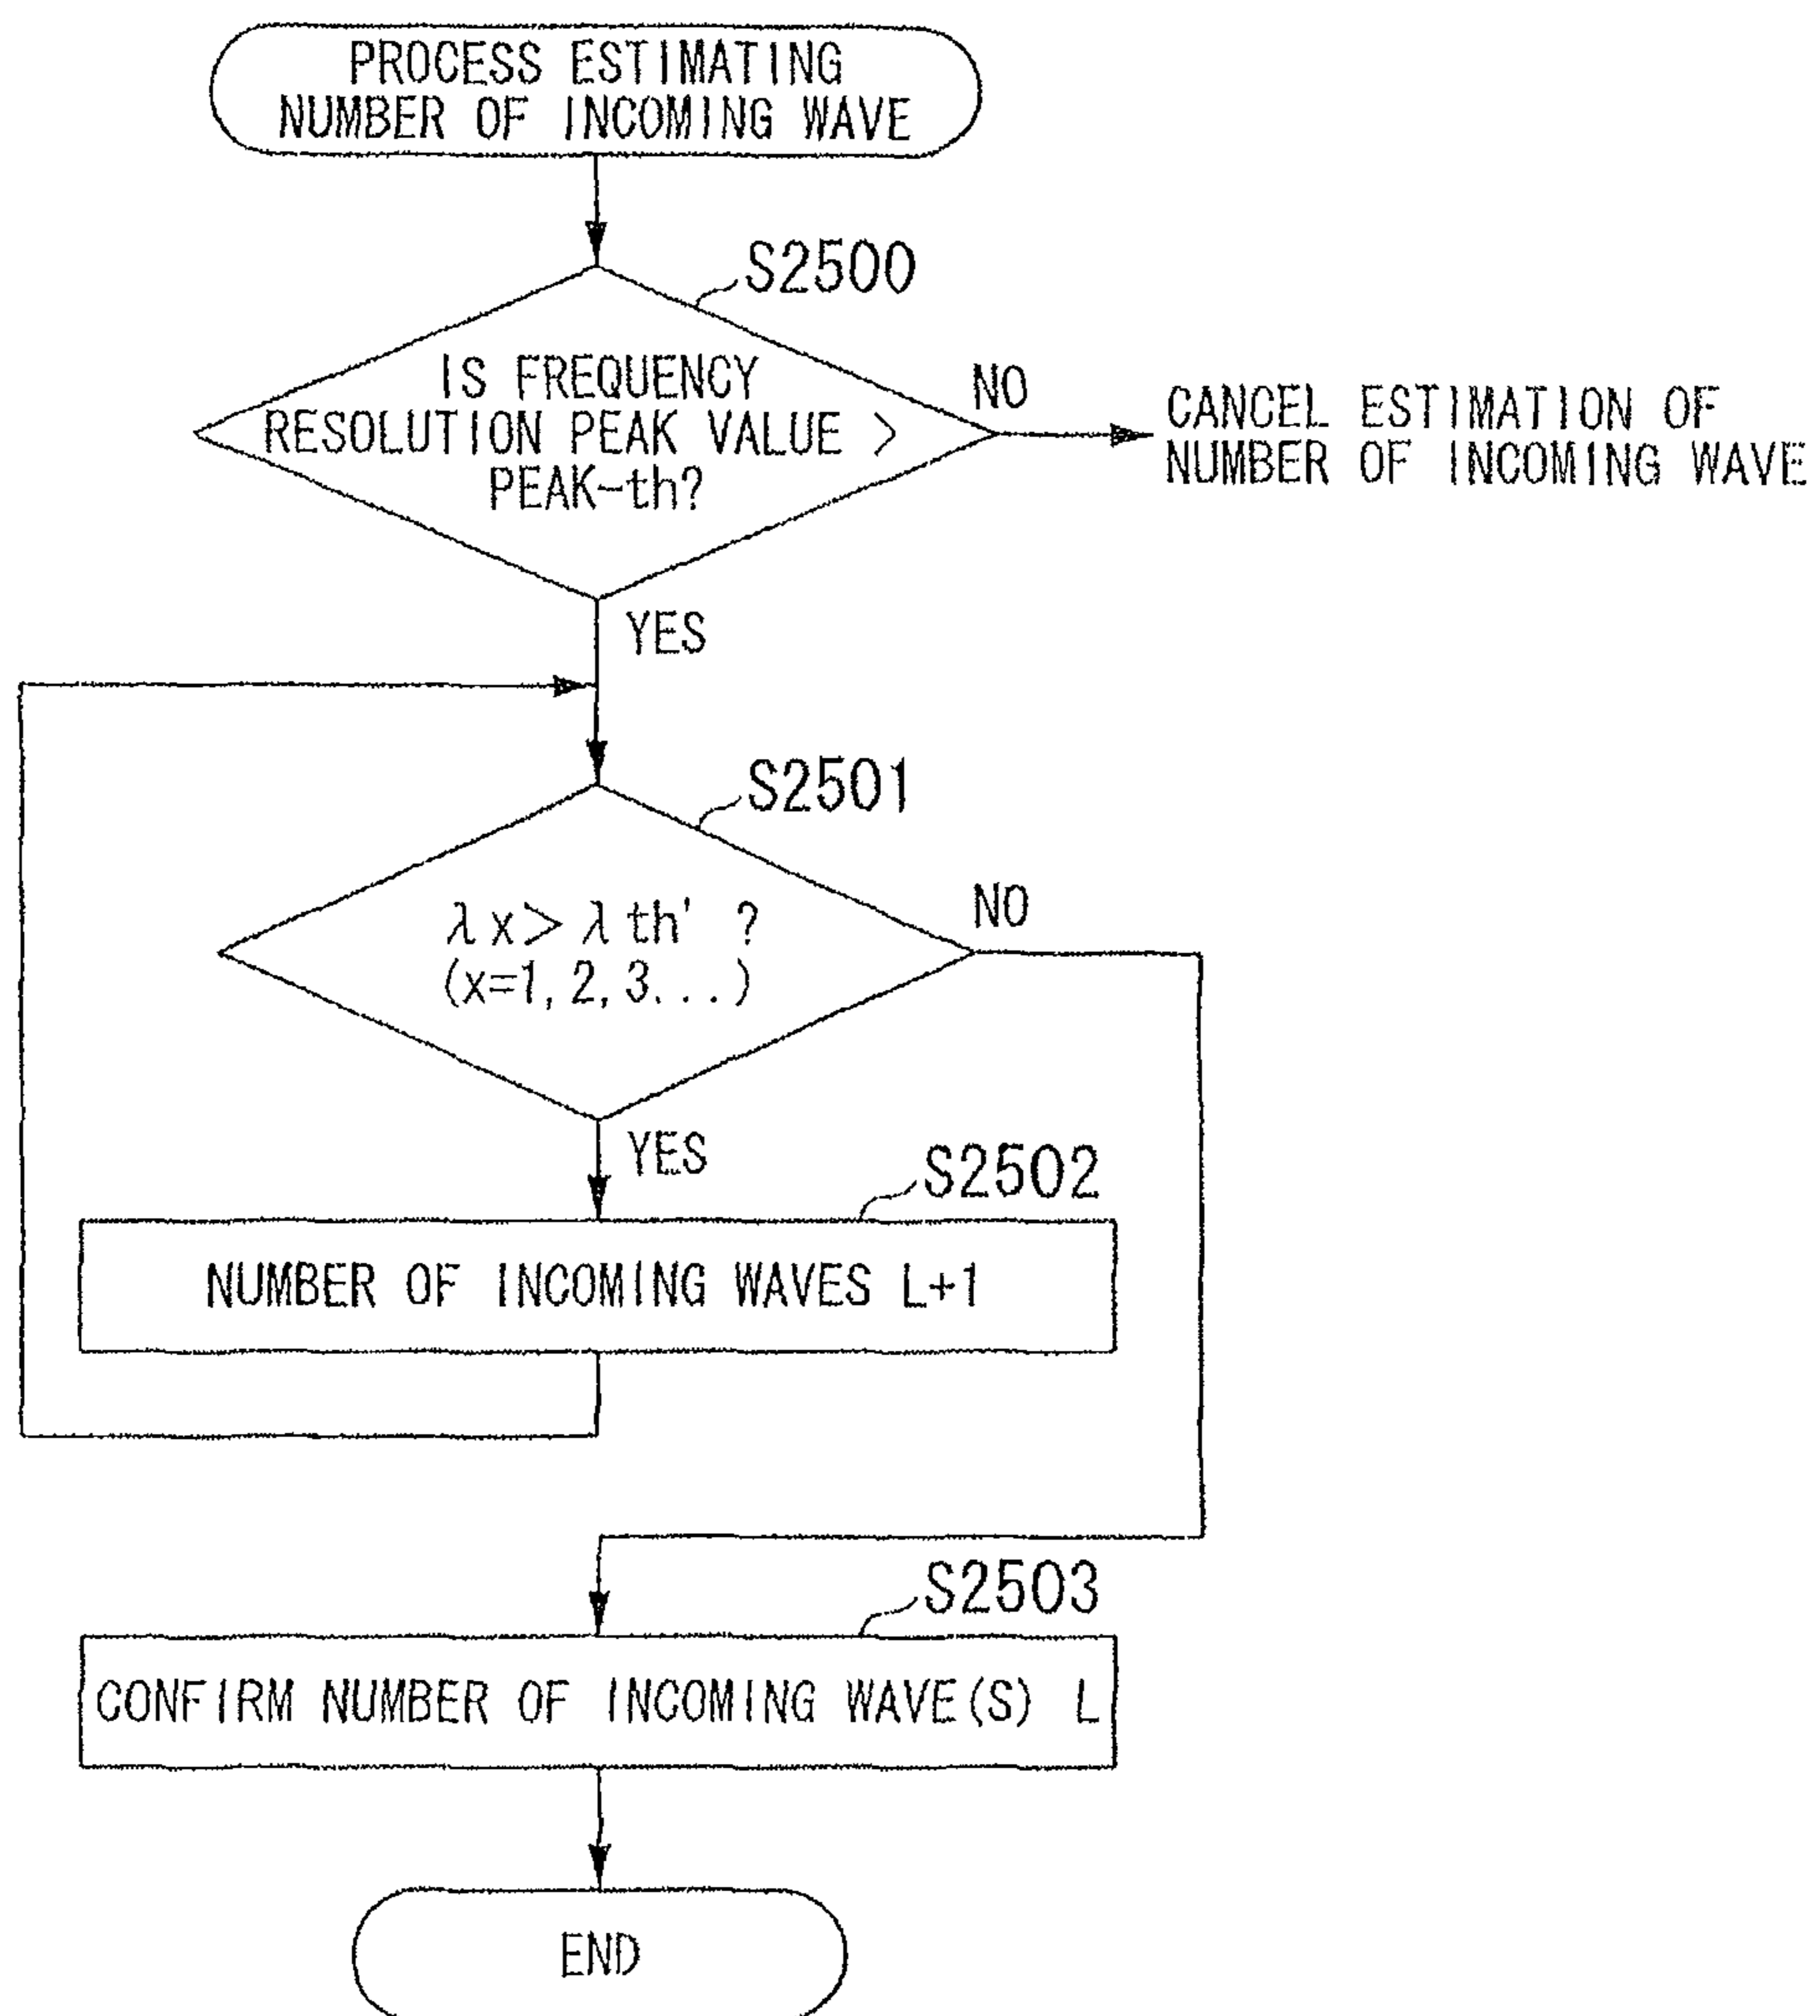 PROCESS ESTIMATING
NUMBER OF INCOMING WAVE
S2500
IS FREQUENCY
RESOLUTION PEAK VALUE >
PEAK-th?
NO
CANCEL ESTIMATION OF
NUMBER OF INCOMING WAVE
YES
S2501
λx> λth' ?
(x=1, 2, 3...)
NO
YES
S2502
NUMBER OF INCOMING WAVES L+1
S2503
CONFIRM NUMBER OF INCOMING WAVE(S) L
END